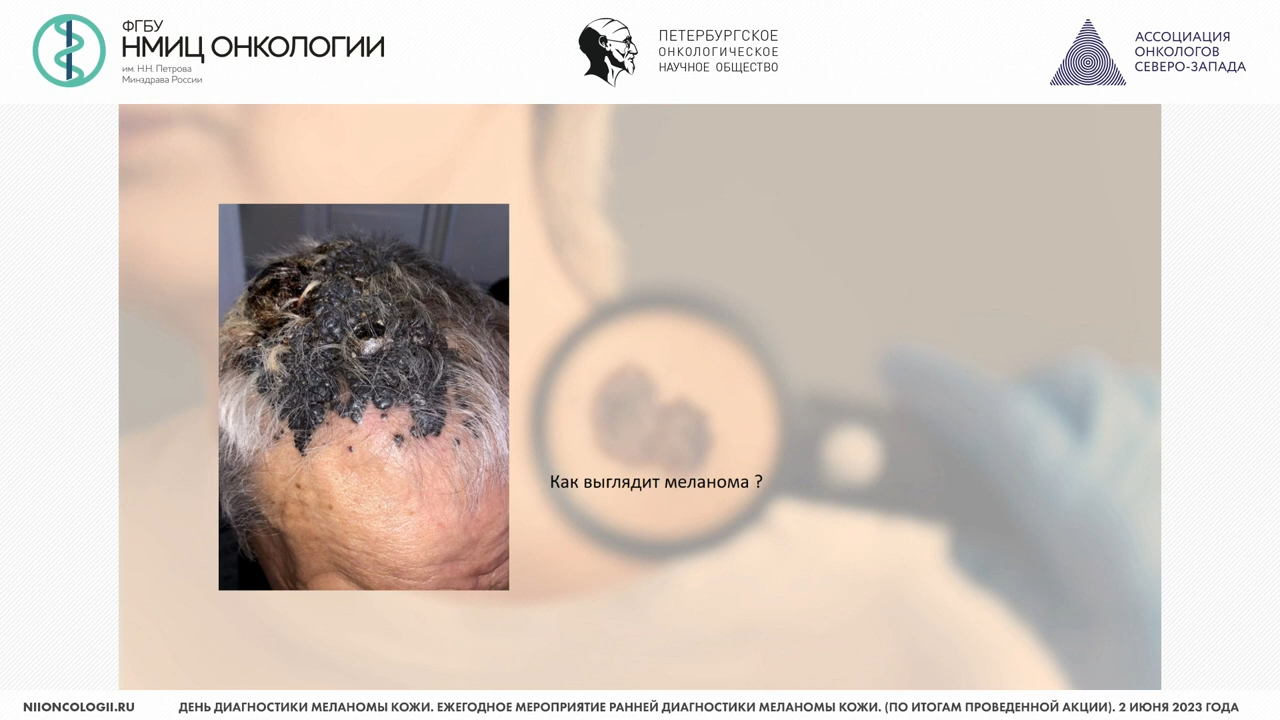 ФГБУ
НМИЦ ОНКОЛОГИИ
им. Н.Н. Петрова
Минздрава России
ПЕТЕРБУРГСКОЕ
ОНКОЛОГИЧЕСКОЕ
НАУЧНОЕ ОБЩЕСТВО
АССОЦИАЦИЯ
ОНКОЛОГОВ
СЕВЕРО-ЗАПАДА
Как выглядит меланома ?
NIIONCOLOGII.RU
ДЕНЬ ДИАГНОСТИКИ МЕЛАНОМЫ КОЖИ. ЕЖЕГОДНОЕ МЕРОПРИЯТИЕ РАННЕЙ ДИАГНОСТИКИ МЕЛАНОМЫ КОЖИ. (ПО ИТОГАМ ПРОВЕДЕННОЙ АКЦИИ). 2 ИЮНЯ 2023 ГОДА